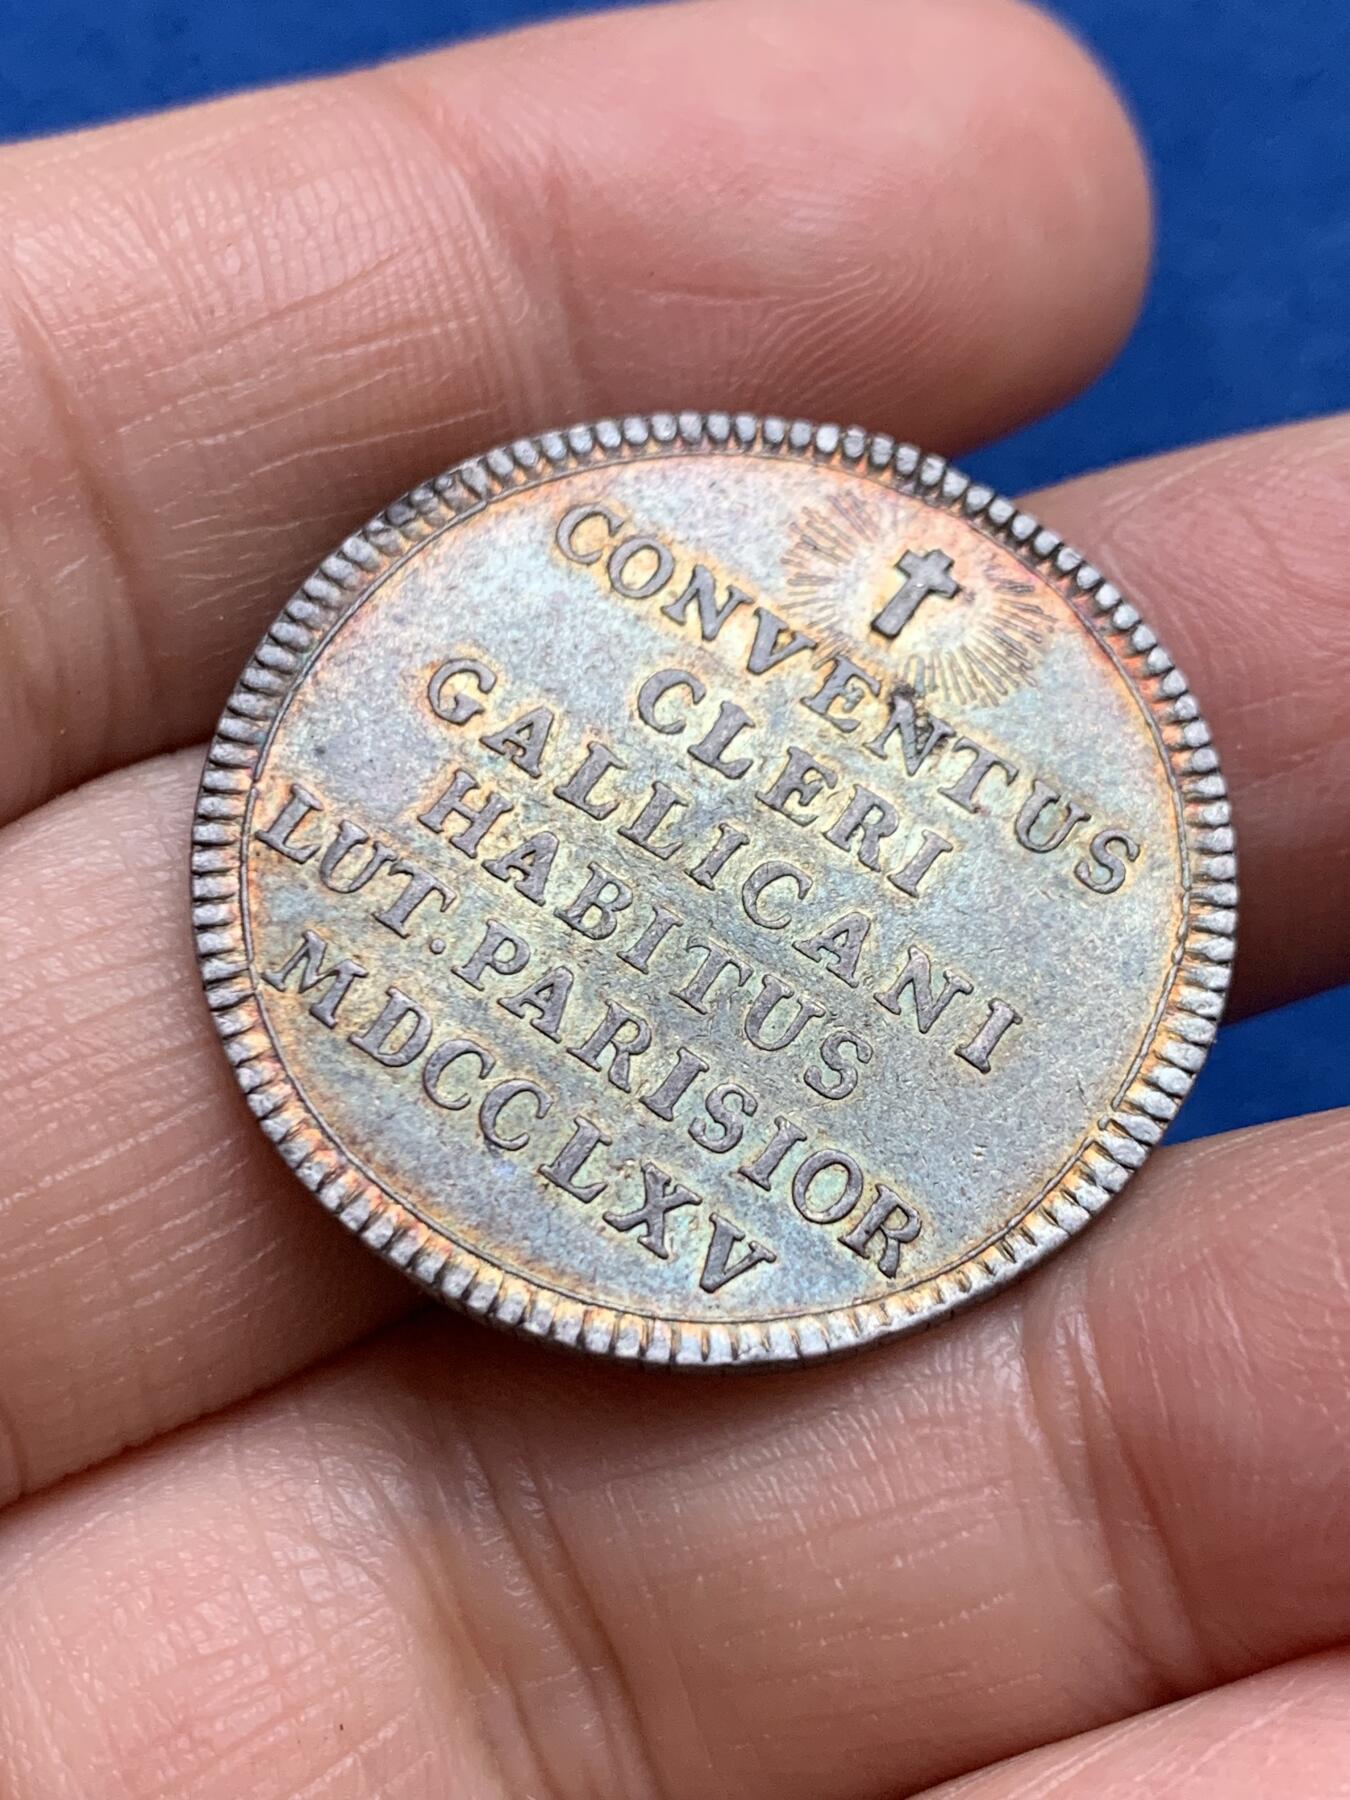 CONVENTUS
CLERI
GALLICANI
HABITUS
LUT. PARISIOR
MDCCLXV